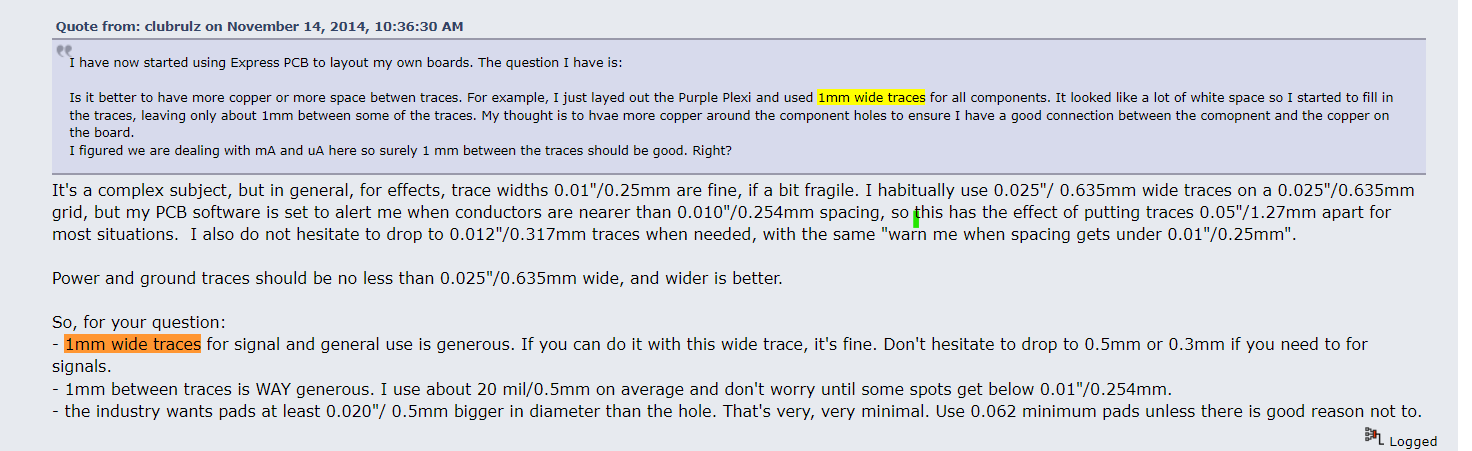 Quote from: clubrulz on November 14, 2014, 10:36:30 AM
I have now started using Express PCB to layout my own boards. The question I have is:
Is it better to have more copper or more space betwen traces. For example, I just layed out the Purple Plexi and used 1mm wide traces for all components. It looked like a lot of white space so I started to fill in
the traces, leaving only about 1mm between some of the traces. My thought is to hvae more copper around the component holes to ensure I have a good connection between the comopnent and the copper on
the board.
I figured we are dealing with mA and uA here so surely 1 mm between the traces should be good. Right?
It's a complex subject, but in general, for effects, trace widths 0.01"/0.25mm are fine, if a bit fragile. I habitually use 0.025"/ 0.635mm wide traces on a 0.025"/0.635mm
grid, but my PCB software is set to alert me when conductors are nearer than 0.010"/0.254mm spacing, so this has the effect of putting traces 0.05"/1.27mm apart for
most situations.  I also do not hesitate to drop to 0.012"/0.317mm traces when needed, with the same "warn me when spacing gets under 0.01"/0.25mm".
Power and ground traces should be no less than 0.025"/0.635mm wide, and wider is better.
So, for your question:
- 1mm wide traces for signal and general use is generous. If you can do it with this wide trace, it's fine. Don't hesitate to drop to 0.5mm or 0.3mm if you need to for
signals.
- 1mm between traces is WAY generous. I use about 20 mil/0.5mm on average and don't worry until some spots get below 0.01"/0.254mm.
- the industry wants pads at least 0.020"/ 0.5mm bigger in diameter than the hole. That's very, very minimal. Use 0.062 minimum pads unless there is good reason not to.
Logged